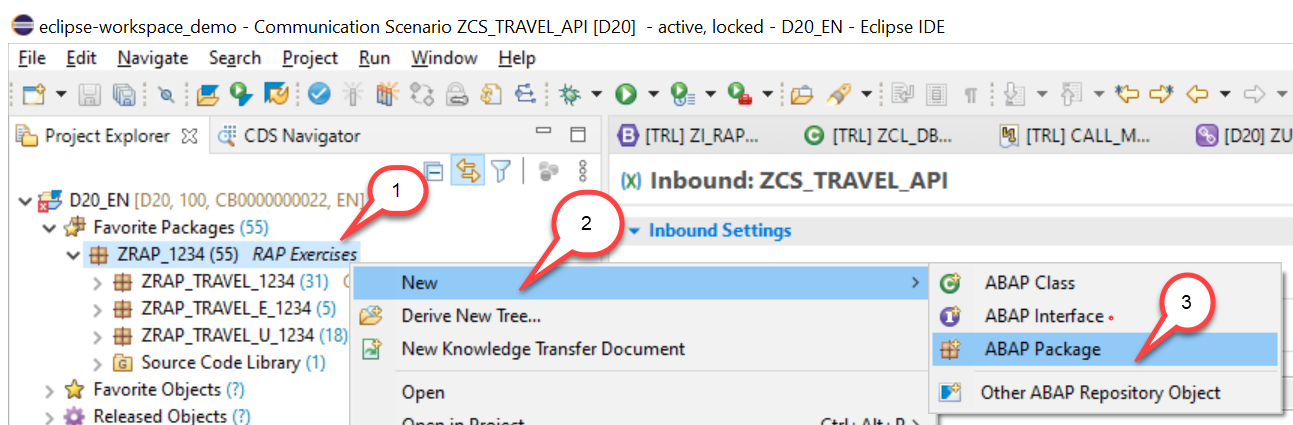 eclipse-workspace_demo - Communication Scenario ZCS_TRAVEL_API [D20] - active, locked - D20_EN - Eclipse IDE
File Edit Navigate Search Project Run Window Help
Project Explorer CDS Navigator
[TRL] ZI_RAP... [TRL] ZCL_DB... [TRL] CALL_M... [D20] ZU
(x) Inbound: ZCS_TRAVEL_API
Inbound Settings
D20_EN [D20, 100, CB0000000022, EN]
Favorite Packages (55)
ZRAP_1234 (55) RAP Exercises
ZRAP_TRAVEL_1234 (31)
ZRAP_TRAVEL_E_1234 (5)
ZRAP_TRAVEL_U_1234 (18)
Source Code Library (1)
Favorite Objects (?)
Released Objects (?)
1
2
3
New
Derive New Tree...
New Knowledge Transfer Document
Open
Open in Project Ctrl+Alt+P
ABAP Class
ABAP Interface
ABAP Package
Other ABAP Repository Object